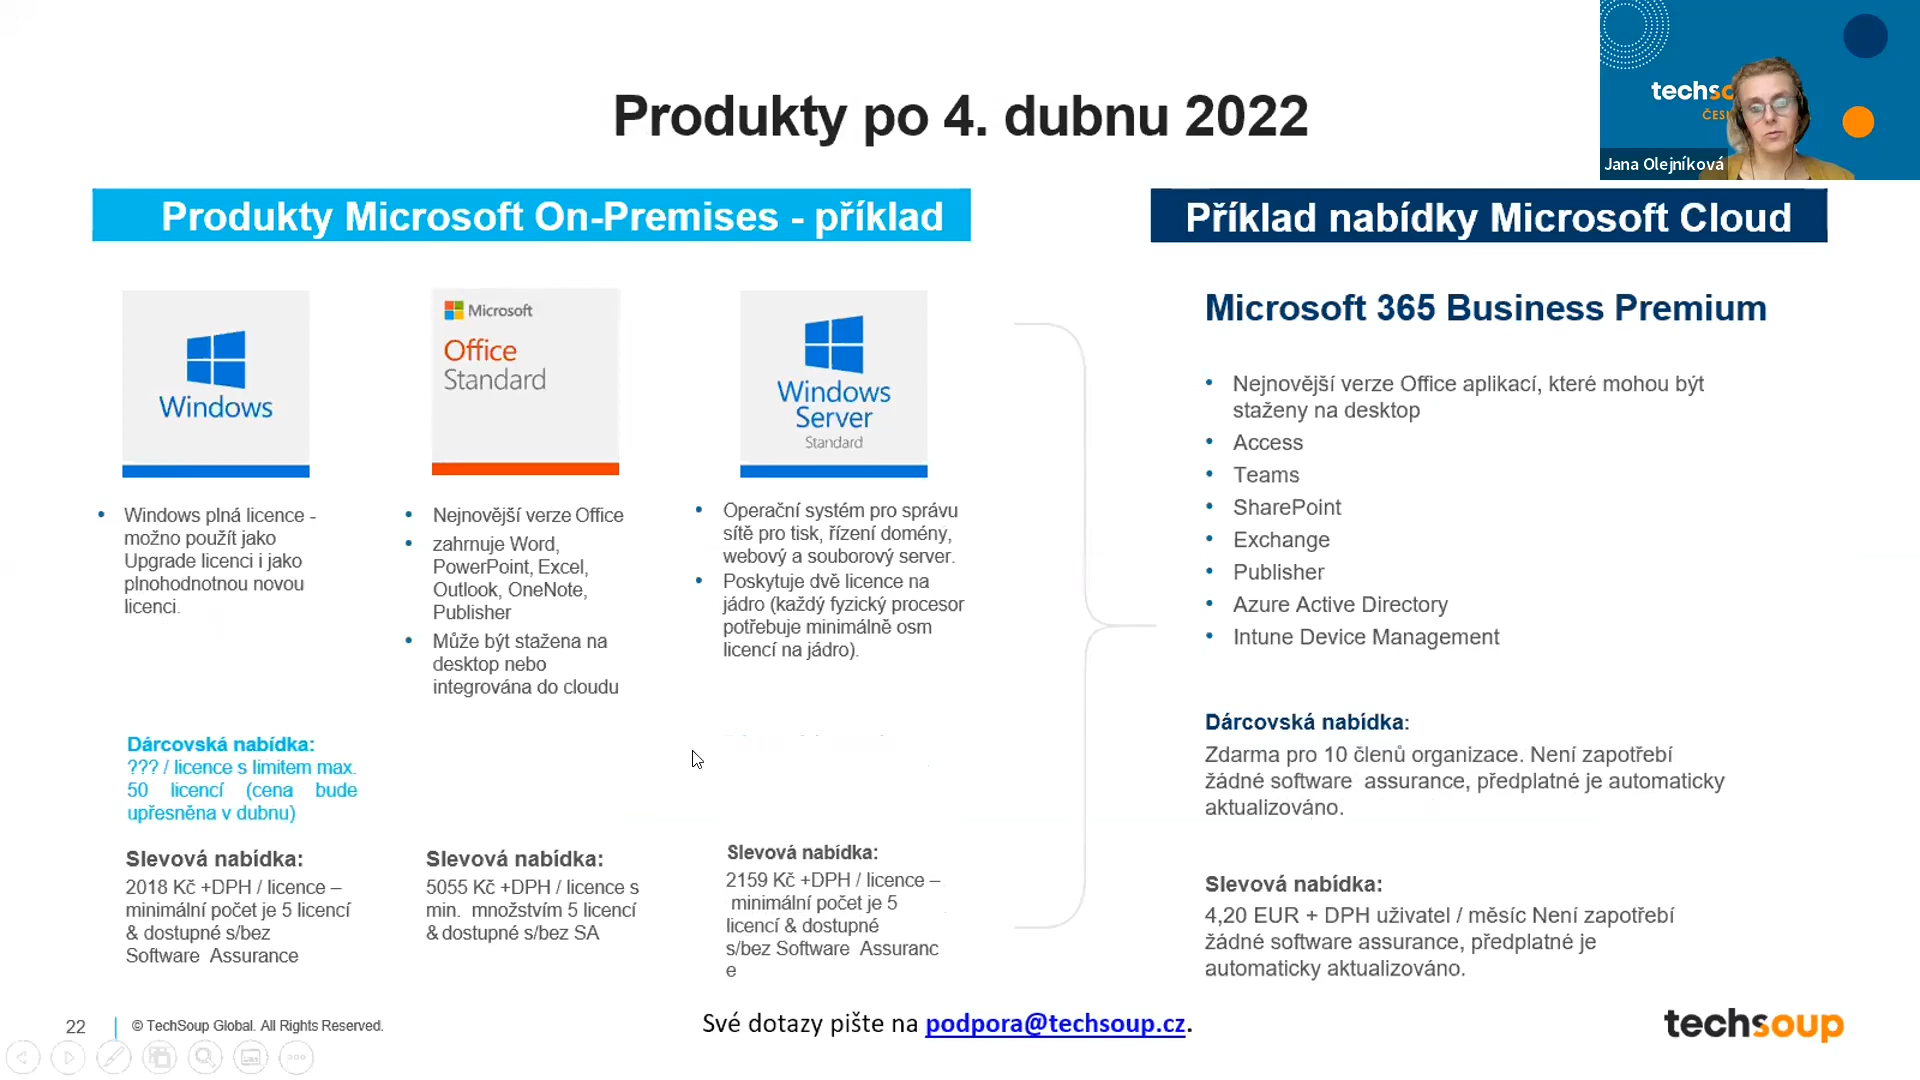 Produkty po 4. dubnu 2022
techs
ČES
Jana Olejníková
Produkty Microsoft On-Premises - příklad
Windows
Microsoft
Office
Standard
Windows
Server
Standard
Windows plná licence -
možno použít jako
Upgrade licenci i jako
plnohodnotnou novou
licenci.
Nejnovější verze Office
zahrnuje Word,
PowerPoint, Excel,
Outlook, OneNote,
Publisher
Může být stažena na
desktop nebo
integrována do cloudu
Operační systém pro správu
sítě pro tisk, řízení domény,
webový a souborový server.
Poskytuje dvě licence na
jádro (každý fyzický procesor
potřebuje minimálně osm
licencí na jádro).
Dárcovská nabídka:
??? / licence s limitem max.
50 licencí (cena bude
upřesněna v dubnu)
Slevová nabídka:
2018 Kč +DPH / licence –
minimální počet je 5 licencí
& dostupné s/bez
Software Assurance
Slevová nabídka:
5055 Kč +DPH / licence s
min. množstvím 5 licencí
& dostupné s/bez SA
Slevová nabídka:
2159 Kč +DPH / licence –
minimální počet je 5
licencí & dostupné
s/bez Software Assuranc
e
Příklad nabídky Microsoft Cloud
Microsoft 365 Business Premium
Nejnovější verze Office aplikací, které mohou být
staženy na desktop
Access
Teams
SharePoint
Exchange
Publisher
Azure Active Directory
Intune Device Management
Dárcovská nabídka:
Zdarma pro 10 členů organizace. Není zapotřebí
žádné software assurance, předplatné je automaticky
aktualizováno.
Slevová nabídka:
4,20 EUR + DPH uživatel / měsíc Není zapotřebí
žádné software assurance, předplatné je
automaticky aktualizováno.
22
© TechSoup Global. All Rights Reserved.
Své dotazy pište na podpora@techsoup.cz.
techsoup